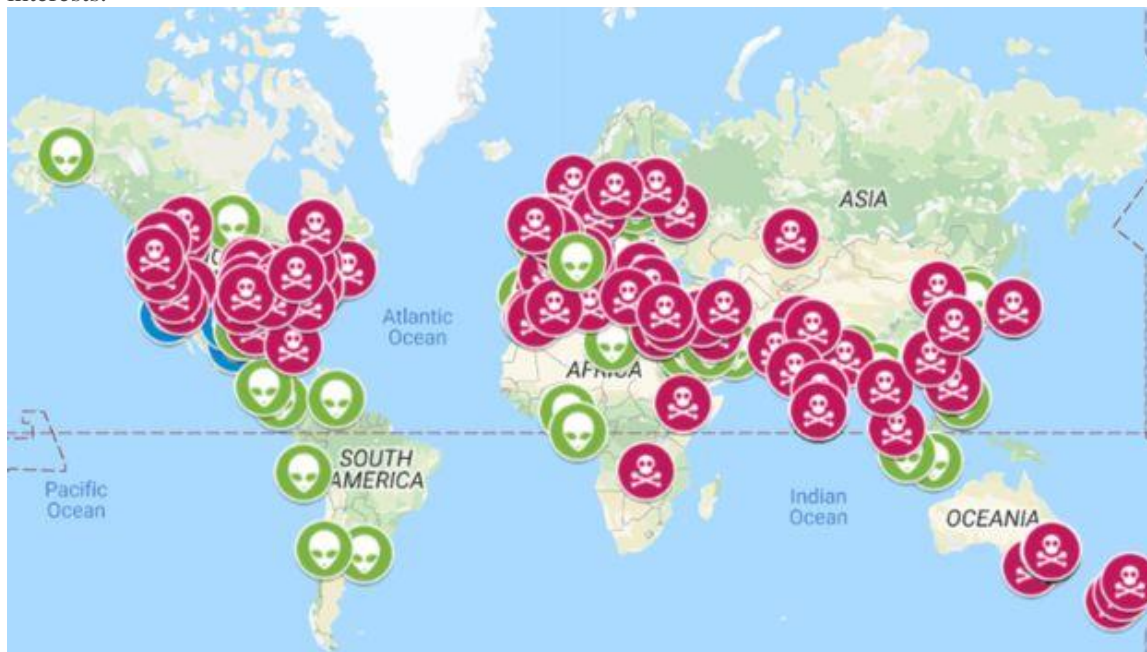 interests.
ASIA
Atlantic
Ocean
AFRICA
SOUTH
AMERICA
Pacific
Ocean
Indian
Ocean
OCEANIA